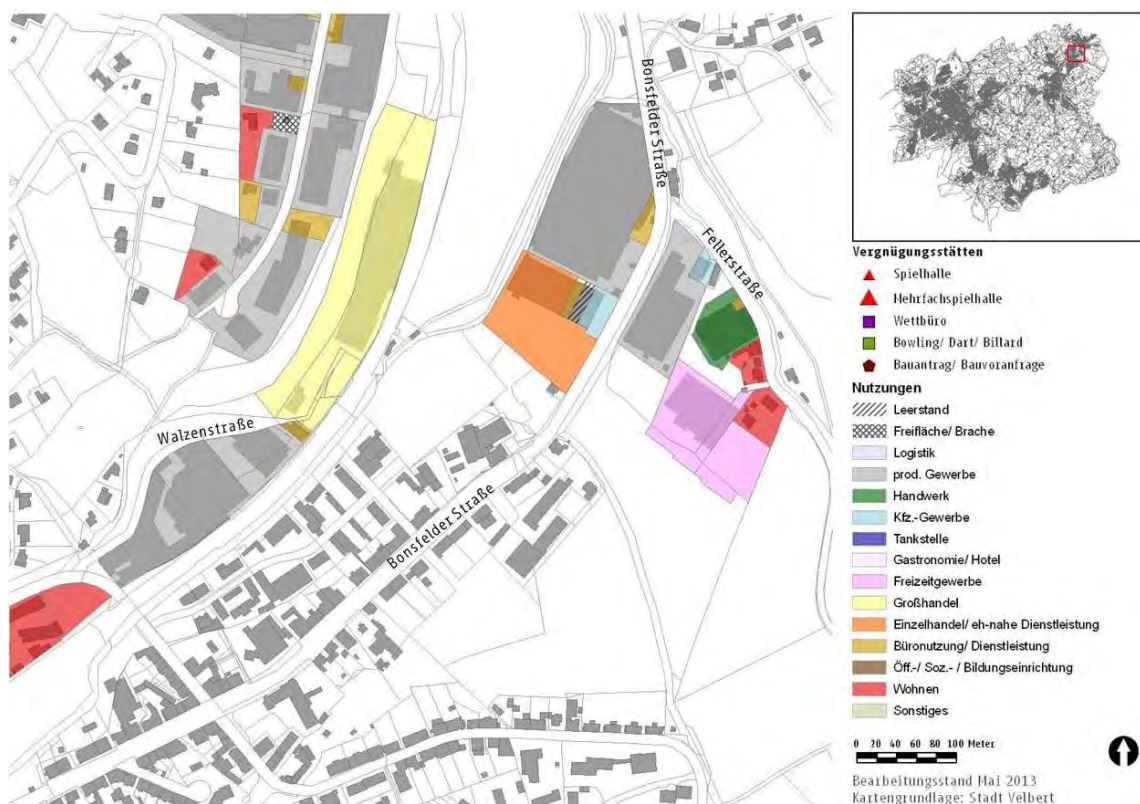 Bonsfelder Straße
Fellerstraße
Walzenstraße
Bonsfelder Straße
Vergnügungsstätten
Spielhalle
Mehrfachspielhalle
Wettbüro
Bowling/ Dart/ Billard
Bauantrag/ Bauvoranfrage
Nutzungen
Leerstand
Freifläche/ Brache
Logistik
prod. Gewerbe
Handwerk
Kfz.-Gewerbe
Tankstelle
Gastronomie/ Hotel
Freizeitgewerbe
Großhandel
Einzelhandel/ eh-nahe Dienstleistung
Büronutzung/ Dienstleistung
Öff.-/ Soz.- / Bildungseinrichtung
Wohnen
Sonstiges
0 20 40 60 80 100 Meter
Bearbeitungsstand Mai 2013
Kartengrundlage: Stadt Velbert